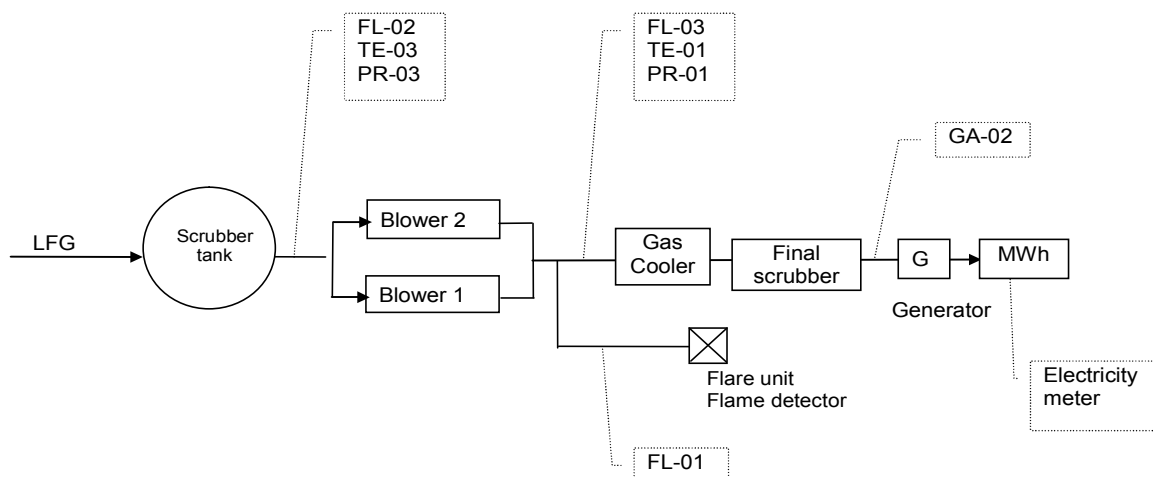 FL-02
TE-03
PR-03
FL-03
TE-01
PR-01
GA-02
LFG
Scrubber
tank
Blower 2
Blower 1
Gas
Cooler
Final
scrubber
G
MWh
Generator
Flare unit
Flame detector
Electricity
meter
FL-01